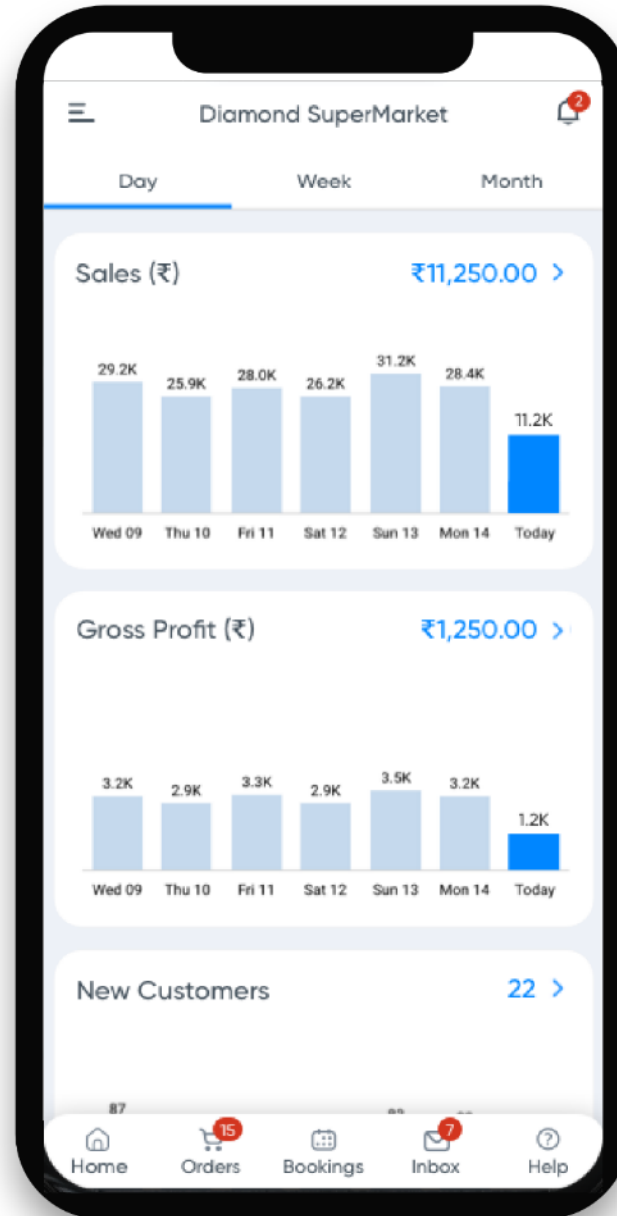 Diamond SuperMarket
2
Day Week Month
Sales (₹) ₹11,250.00 >
29.2K 25.9K 28.0K 26.2K 31.2K 28.4K 11.2K
Wed 09 Thu 10 Fri 11 Sat 12 Sun 13 Mon 14 Today
Gross Profit (₹) ₹1,250.00 >
3.2K 2.9K 3.3K 2.9K 3.5K 3.2K 1.2K
Wed 09 Thu 10 Fri 11 Sat 12 Sun 13 Mon 14 Today
New Customers 22 >
87
15 7
Home Orders Bookings Inbox Help